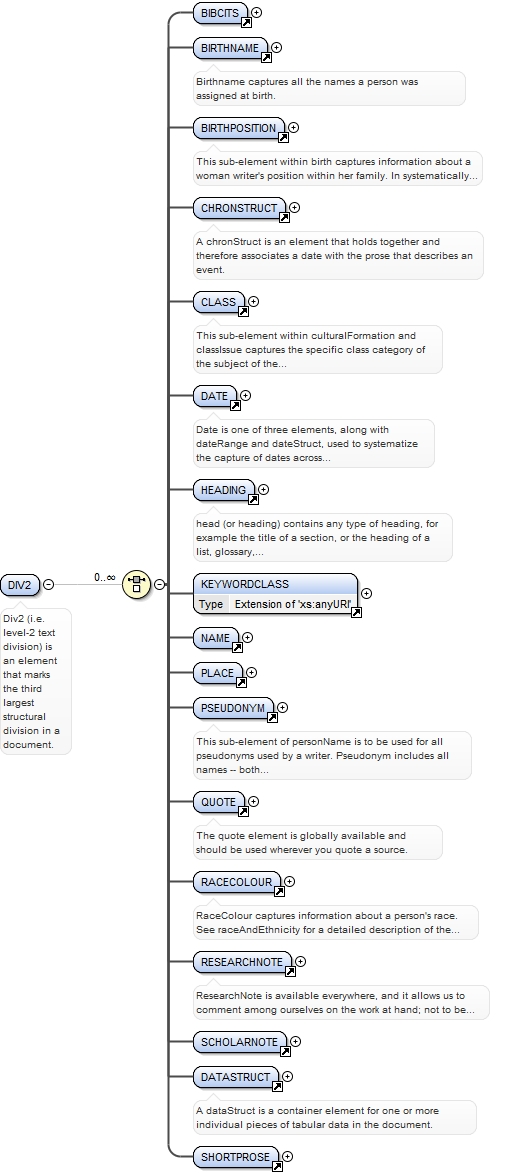 BIBCITS
BIRTHNAME
Birthname captures all the names a person was
assigned at birth.
BIRTHPOSITION
This sub-element within birth captures information about a
woman writer's position within her family. In systematically...
CHRONSTRUCT
A chronStruct is an element that holds together and
therefore associates a date with the prose that describes an
event.
CLASS
This sub-element within culturalFormation and
classIssue captures the specific class category of
the subject of the...
DATE
Date is one of three elements, along with
dateRange and dateStruct, used to systematize
the capture of dates across...
HEADING
head (or heading) contains any type of heading, for
example the title of a section, or the heading of a
list, glossary,...
DIV2
0..∞
Div2 (i.e.
level-2 text
division) is
an element
that marks
the third
largest
structural
division in a
document.
KEYWORDCLASS
Type Extension of 'xs:anyURI'
NAME
PLACE
PSEUDONYM
This sub-element of personName is to be used for all
pseudonyms used by a writer. Pseudonym includes all
names -- both...
QUOTE
The quote element is globally available and
should be used wherever you quote a source.
RACECOLOUR
RaceColour captures information about a person's race.
See raceAndEthnicity for a detailed description of the...
RESEARCHNOTE
ResearchNote is available everywhere, and it allows us to
comment among ourselves on the work at hand; not to be...
SCHOLARNOTE
DATASTRUCT
A dataStruct is a container element for one or more
individual pieces of tabular data in the document.
SHORTPROSE